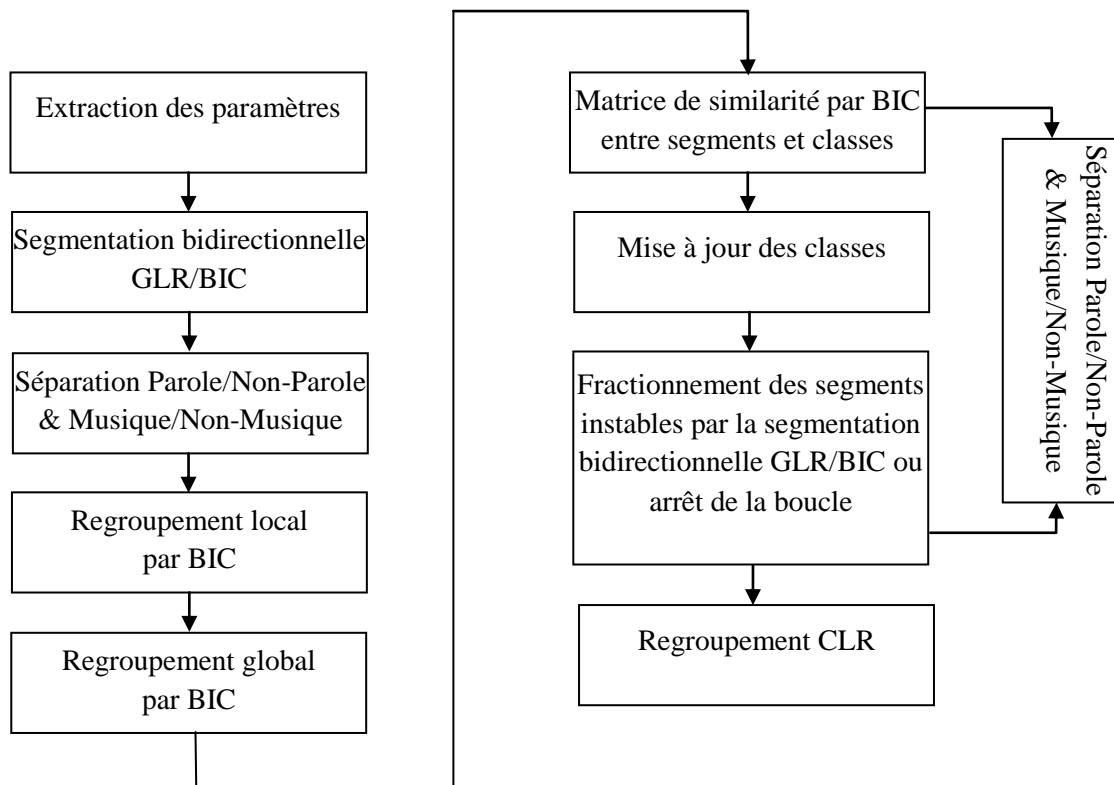 Extraction des paramètres
Segmentation bidirectionnelle
GLR/BIC
Séparation Parole/Non-Parole
& Musique/Non-Musique
Regroupement local
par BIC
Regroupement global
par BIC
Matrice de similarité par BIC
entre segments et classes
Mise à jour des classes
Fractionnement des segments
instables par la segmentation
bidirectionnelle GLR/BIC ou
arrêt de la boucle
Regroupement CLR
Séparation Parole/Non-Parole
& Musique/Non-Musique